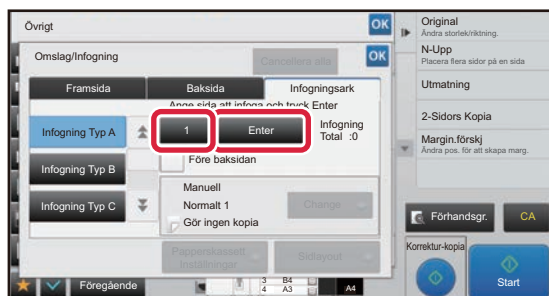 Övrigt
OK
Omslag/Infogning
Cancellera alla
OK
Framsida
Baksida
Infogningsark
Ange sida att infoga och tryck Enter
Infogning Typ A
1
Enter
Infogning
Total :0
Före baksidan
Infogning Typ B
Manuell
Normalt 1
Gör ingen kopia
Change
Infogning Typ C
Papperskassett
Inställningar
Sidlayout
Föregående
3 B4
4 A3
A4
Original
Ändra storlek/riktning.
N-Upp
Placera flera sidor på en sida
Utmatning
2-Sidors Kopia
Margin.förskj
Ändra pos. för att skapa marg.
Förhandsgr.
CA
Korrektur-kopia
Start